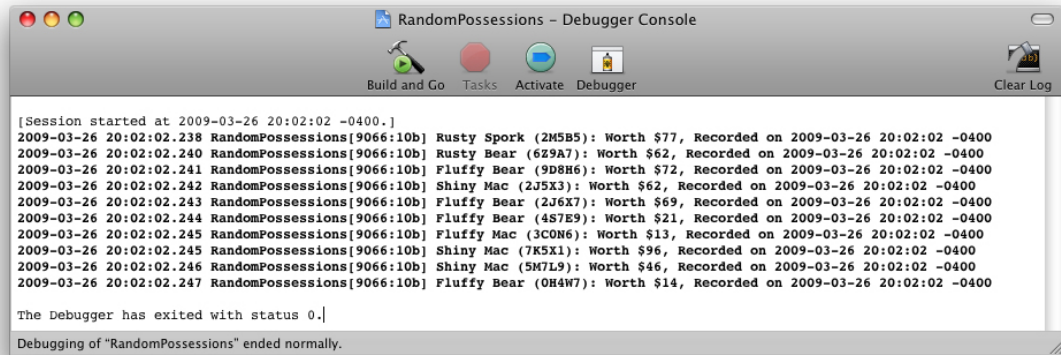 RandomPossessions – Debugger Console
Build and Go Tasks Activate Debugger Clear Log
[Session started at 2009-03-26 20:02:02 -0400.]
2009-03-26 20:02:02.238 RandomPossessions[9066:10b] Rusty Spork (2M5B5): Worth $77, Recorded on 2009-03-26 20:02:02 -0400
2009-03-26 20:02:02.240 RandomPossessions[9066:10b] Rusty Bear (6Z9A7): Worth $62, Recorded on 2009-03-26 20:02:02 -0400
2009-03-26 20:02:02.241 RandomPossessions[9066:10b] Fluffy Bear (9D8H6): Worth $72, Recorded on 2009-03-26 20:02:02 -0400
2009-03-26 20:02:02.242 RandomPossessions[9066:10b] Shiny Mac (2J5X3): Worth $62, Recorded on 2009-03-26 20:02:02 -0400
2009-03-26 20:02:02.243 RandomPossessions[9066:10b] Fluffy Bear (2J6X7): Worth $69, Recorded on 2009-03-26 20:02:02 -0400
2009-03-26 20:02:02.244 RandomPossessions[9066:10b] Fluffy Bear (4S7E9): Worth $21, Recorded on 2009-03-26 20:02:02 -0400
2009-03-26 20:02:02.245 RandomPossessions[9066:10b] Fluffy Mac (3C0N6): Worth $13, Recorded on 2009-03-26 20:02:02 -0400
2009-03-26 20:02:02.245 RandomPossessions[9066:10b] Shiny Mac (7K5X1): Worth $96, Recorded on 2009-03-26 20:02:02 -0400
2009-03-26 20:02:02.246 RandomPossessions[9066:10b] Shiny Mac (5M7L9): Worth $46, Recorded on 2009-03-26 20:02:02 -0400
2009-03-26 20:02:02.247 RandomPossessions[9066:10b] Fluffy Bear (0H4W7): Worth $14, Recorded on 2009-03-26 20:02:02 -0400
The Debugger has exited with status 0.
Debugging of “RandomPossessions” ended normally.